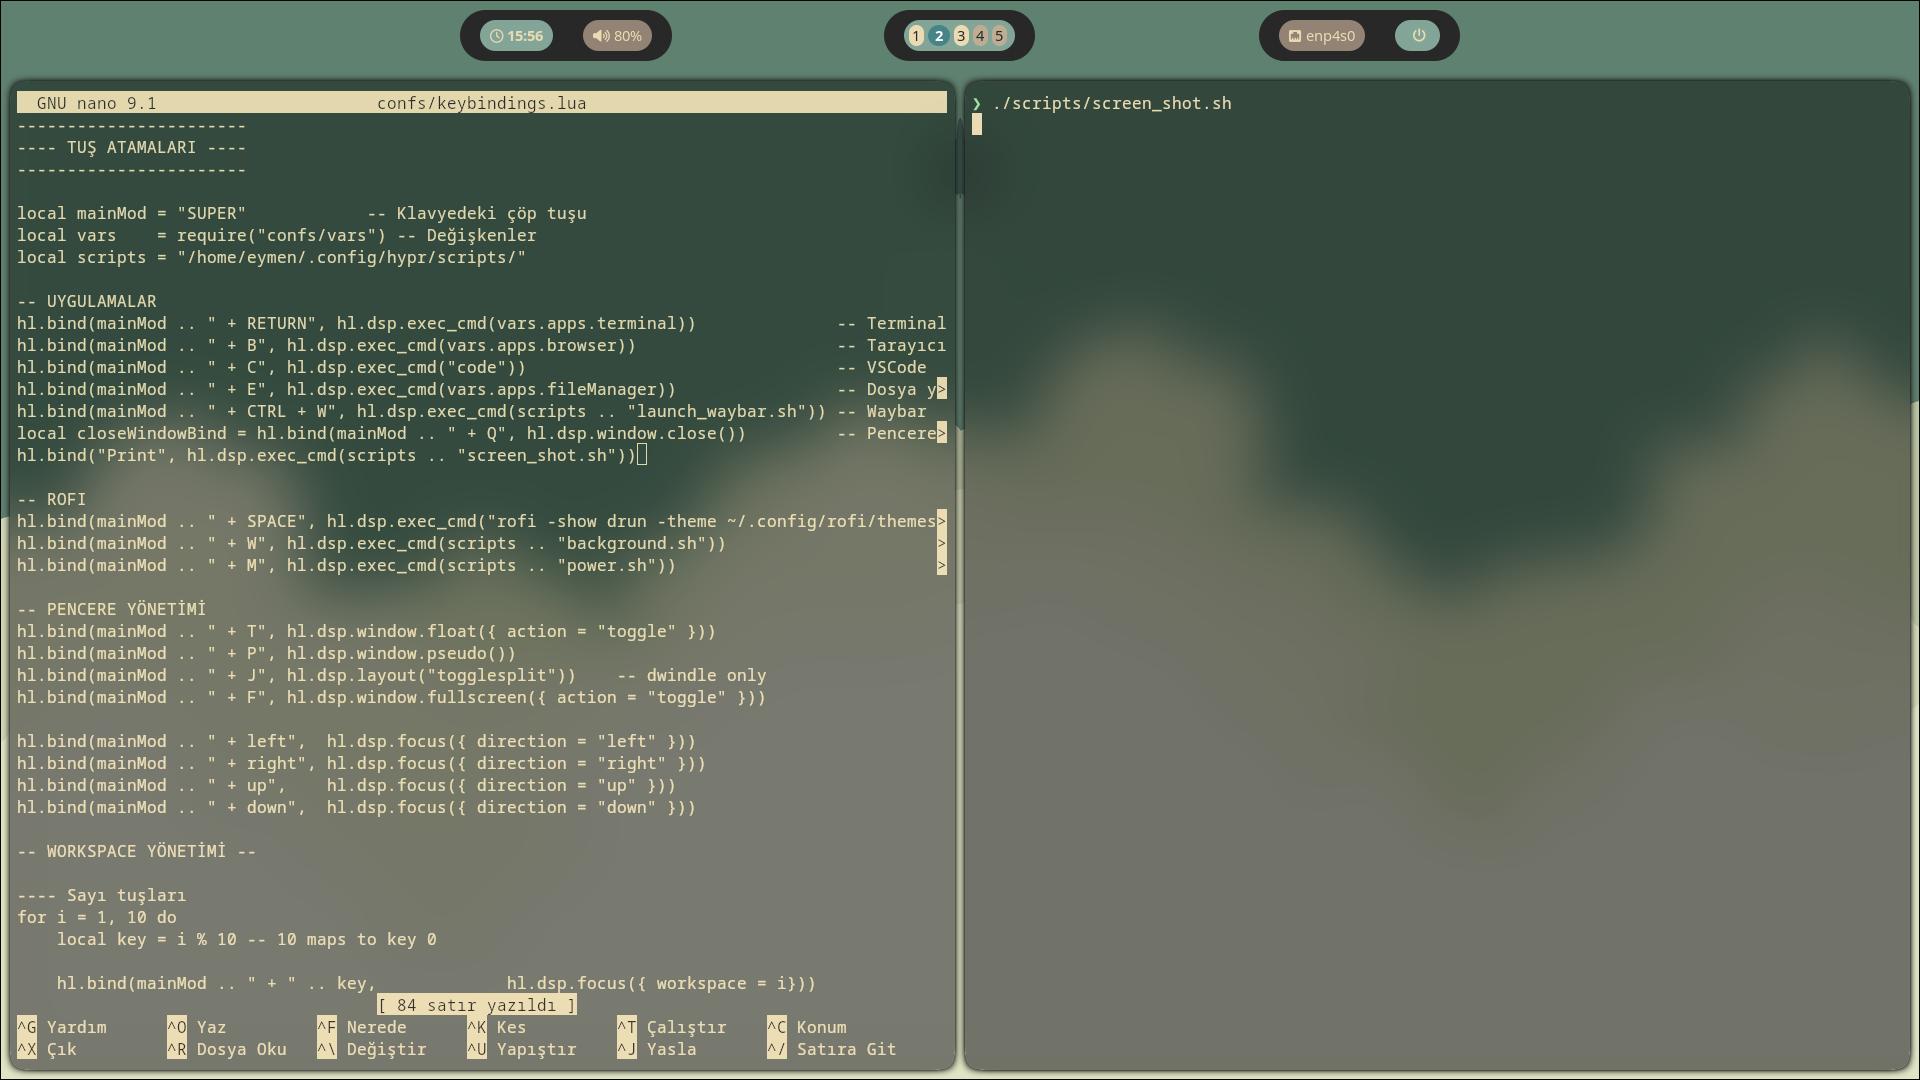 15:56 80% 1 2 3 4 5 enp4s0
GNU nano 9.1 confs/keybindings.lua
-----------------------
---- TUŞ ATAMALARI ----
-----------------------
local mainMod = "SUPER" -- Klavyedeki çöp tuşu
local vars = require("confs/vars") -- Değişkenler
local scripts = "/home/eymen/.config/hypr/scripts/"
-- UYGULAMALAR
hl.bind(mainMod .. " + RETURN", hl.dsp.exec_cmd(vars.apps.terminal)) -- Terminal
hl.bind(mainMod .. " + B", hl.dsp.exec_cmd(vars.apps.browser)) -- Tarayıcı
hl.bind(mainMod .. " + C", hl.dsp.exec_cmd("code")) -- VSCode
hl.bind(mainMod .. " + E", hl.dsp.exec_cmd(vars.apps.fileManager)) -- Dosya y>
hl.bind(mainMod .. " + CTRL + W", hl.dsp.exec_cmd(scripts .. "launch_waybar.sh")) -- Waybar
local closeWindowBind = hl.bind(mainMod .. " + Q", hl.dsp.window.close()) -- Pencere>
hl.bind("Print", hl.dsp.exec_cmd(scripts .. "screen_shot.sh"))
-- ROFI
hl.bind(mainMod .. " + SPACE", hl.dsp.exec_cmd("rofi -show drun -theme ~/.config/rofi/themes>
hl.bind(mainMod .. " + W", hl.dsp.exec_cmd(scripts .. "background.sh")) >
hl.bind(mainMod .. " + M", hl.dsp.exec_cmd(scripts .. "power.sh")) >
-- PENCERE YÖNETİMİ
hl.bind(mainMod .. " + T", hl.dsp.window.float({ action = "toggle" }))
hl.bind(mainMod .. " + P", hl.dsp.window.pseudo())
hl.bind(mainMod .. " + J", hl.dsp.layout("togglesplit")) -- dwindle only
hl.bind(mainMod .. " + F", hl.dsp.window.fullscreen({ action = "toggle" }))
hl.bind(mainMod .. " + left", hl.dsp.focus({ direction = "left" }))
hl.bind(mainMod .. " + right", hl.dsp.focus({ direction = "right" }))
hl.bind(mainMod .. " + up", hl.dsp.focus({ direction = "up" }))
hl.bind(mainMod .. " + down", hl.dsp.focus({ direction = "down" }))
-- WORKSPACE YÖNETİMİ --
---- Sayı tuşları
for i = 1, 10 do
local key = i % 10 -- 10 maps to key 0
hl.bind(mainMod .. " + " .. key, hl.dsp.focus({ workspace = i}))
[ 84 satır yazıldı ]
^G Yardım ^O Yaz ^F Nerede ^K Kes ^T Çalıştır ^C Konum
^X Çık ^R Dosya Oku ^\ Değiştir ^U Yapıştır ^J Yasla ^/ Satıra Git
❯ ./scripts/screen_shot.sh